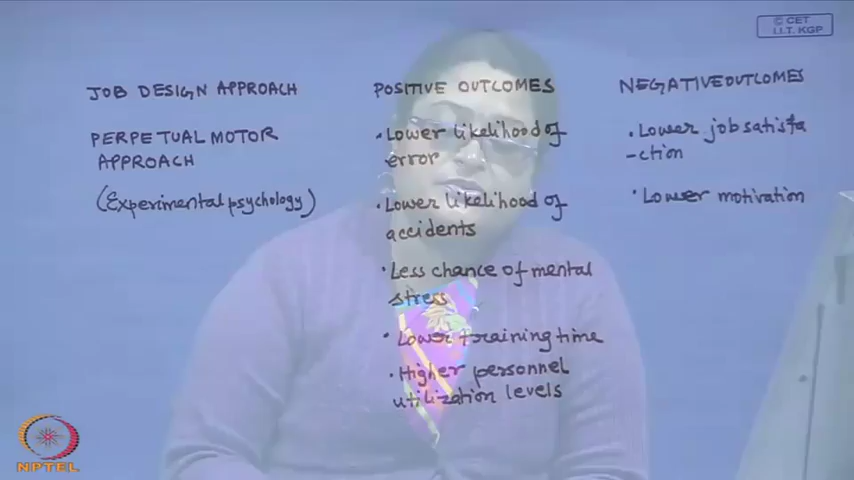 © CET
I.I.T. KGP
JOB DESIGN APPROACH
POSITIVE OUTCOMES
NEGATIVE OUTCOMES
PERPETUAL MOTOR
APPROACH
(Experimental psychology)
• Lower likelihood of
error
• Lower likelihood of
accidents
• Less chance of mental
stress
• Lower training time
• Higher personnel
utilization levels
• Lower job satisfa
-ction
• Lower motivation
NPTEL